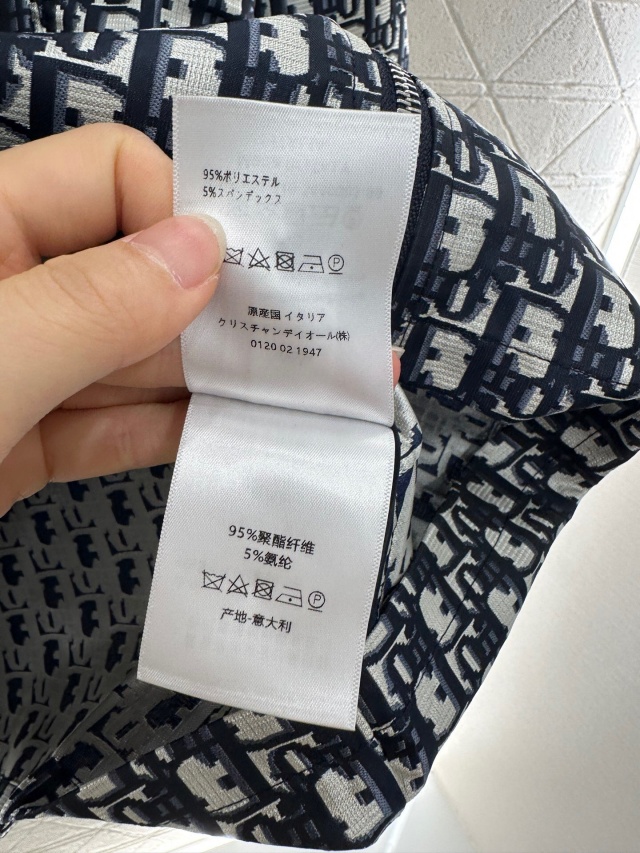 95%ポリエステル
5%スパンデックス
原産国 イタリア
クリスチャンディオール(株)
0120 02 1947
95%聚酯纤维
5%氨纶
P
产地-意大利